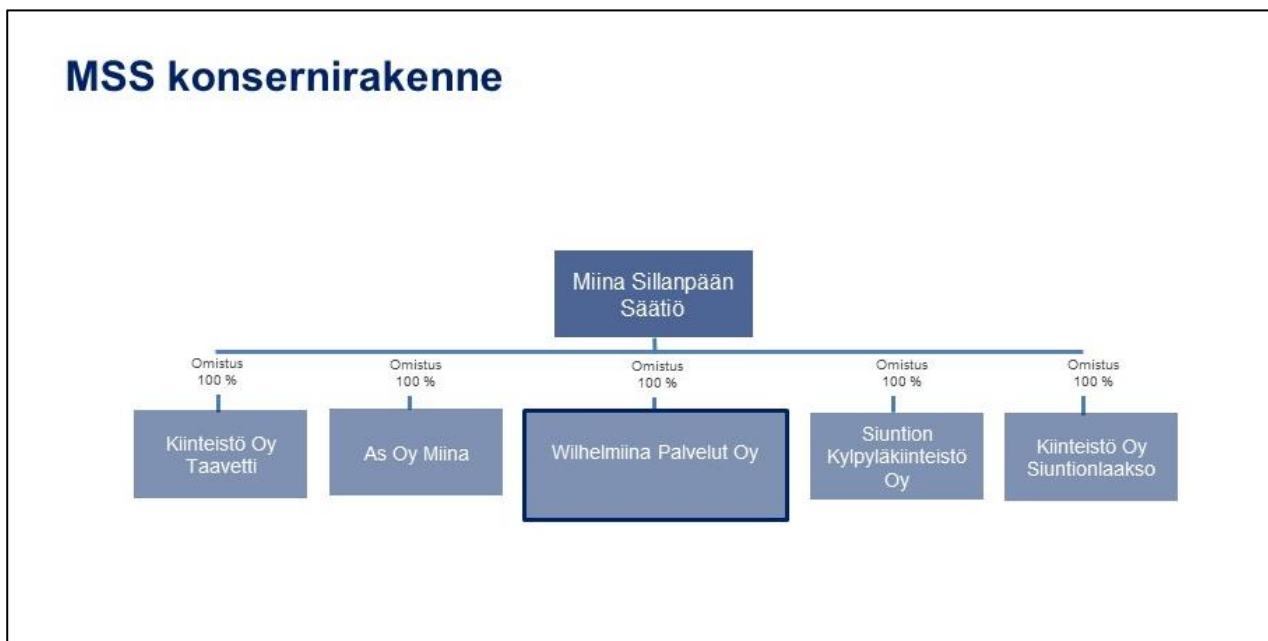 MSS konsernirakenne
Miina Sillanpään
Säätiö
Omistus
100 %
Omistus
100 %
Omistus
100 %
Omistus
100 %
Omistus
100 %
Kiinteistö Oy
Taavetti
As Oy Miina
Wilhelmiina Palvelut Oy
Siuntion
Kylpyläkiinteistö
Oy
Kiinteistö Oy
Siuntionlaakso